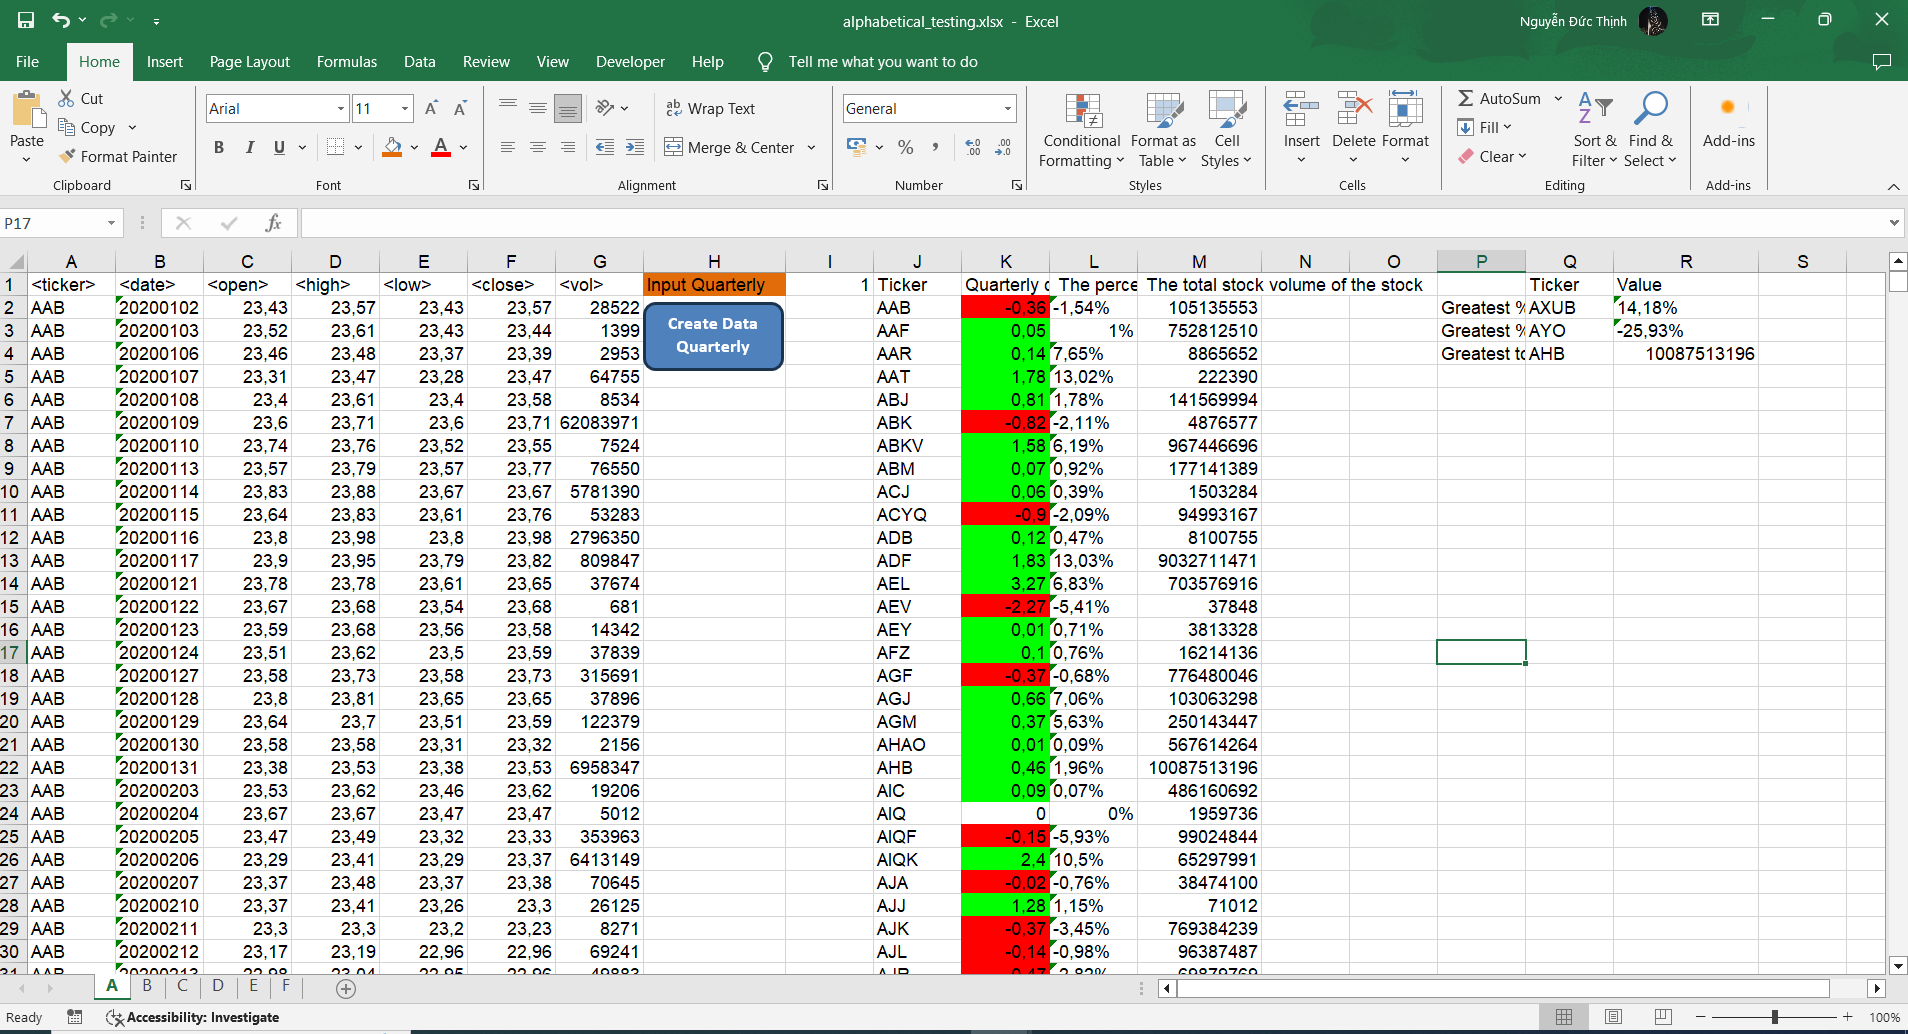 alphabetical_testing.xlsx - Excel
Nguyễn Đức Thịnh
File Home Insert Page Layout Formulas Data Review View Developer Help Tell me what you want to do
Paste
Cut
Copy
Format Painter
Clipboard
Arial 11
B I U A
Font
ab Wrap Text
Merge & Center
Alignment
General
% ,
Number
Conditional Formatting
Format as Table
Cell Styles
Styles
Insert Delete Format
Cells
AutoSum
Fill
Clear
Sort & Filter
Find & Select
Editing
Add-ins
Add-ins
P17 fx
A B C D E F G H I J K L M N O P Q R S
1 <ticker> <date> <open> <high> <low> <close> <vol> Input Quarterly 1 Ticker Quarterly The perce The total stock volume of the stock Ticker Value
2 AAB 20200102 23,43 23,57 23,43 23,57 28522 AAB -0,36 -1,54% 105135553 Greatest % AXUB 14,18%
Create Data Quarterly
3 AAB 20200103 23,52 23,61 23,43 23,44 1399 AAF 0,05 1% 752812510 Greatest % AYO -25,93%
4 AAB 20200106 23,46 23,48 23,37 23,39 2953 AAR 0,14 7,65% 8865652 Greatest to AHB 10087513196
5 AAB 20200107 23,31 23,47 23,28 23,47 64755 AAT 1,78 13,02% 222390
6 AAB 20200108 23,4 23,61 23,4 23,58 8534 ABJ 0,81 1,78% 141569994
7 AAB 20200109 23,6 23,71 23,6 23,71 62083971 ABK -0,82 -2,11% 4876577
8 AAB 20200110 23,74 23,76 23,52 23,55 7524 ABKV 1,58 6,19% 967446696
9 AAB 20200113 23,57 23,79 23,57 23,77 76550 ABM 0,07 0,92% 177141389
10 AAB 20200114 23,83 23,88 23,67 23,67 5781390 ACJ 0,06 0,39% 1503284
11 AAB 20200115 23,64 23,83 23,61 23,76 53283 ACYQ -0,9 -2,09% 94993167
12 AAB 20200116 23,8 23,98 23,8 23,98 2796350 ADB 0,12 0,47% 8100755
13 AAB 20200117 23,9 23,95 23,79 23,82 809847 ADF 1,83 13,03% 9032711471
14 AAB 20200121 23,78 23,78 23,61 23,65 37674 AEL 3,27 6,83% 703576916
15 AAB 20200122 23,67 23,68 23,54 23,68 681 AEV -2,27 -5,41% 37848
16 AAB 20200123 23,59 23,68 23,56 23,58 14342 AEY 0,01 0,71% 3813328
17 AAB 20200124 23,51 23,62 23,5 23,59 37839 AFZ 0,1 0,76% 16214136
18 AAB 20200127 23,58 23,73 23,58 23,73 315691 AGF -0,37 -0,68% 776480046
19 AAB 20200128 23,8 23,81 23,65 23,65 37896 AGJ 0,66 7,06% 103063298
20 AAB 20200129 23,64 23,7 23,51 23,59 122379 AGM 0,37 5,63% 250143447
21 AAB 20200130 23,58 23,58 23,31 23,32 2156 AHAO 0,01 0,09% 567614264
22 AAB 20200131 23,38 23,53 23,38 23,53 6958347 AHB 0,46 1,96% 10087513196
23 AAB 20200203 23,53 23,62 23,46 23,62 19206 AIC 0,09 0,07% 486160692
24 AAB 20200204 23,67 23,67 23,47 23,47 5012 AIQ 0 0% 1959736
25 AAB 20200205 23,47 23,49 23,32 23,33 353963 AIQF -0,15 -5,93% 99024844
26 AAB 20200206 23,29 23,41 23,29 23,37 6413149 AIQK 2,4 10,5% 65297991
27 AAB 20200207 23,37 23,48 23,37 23,38 70645 AJA -0,02 -0,76% 38474100
28 AAB 20200210 23,37 23,41 23,26 23,3 26125 AJJ 1,28 1,15% 71012
29 AAB 20200211 23,3 23,3 23,2 23,23 8271 AJK -0,37 -3,45% 769384239
30 AAB 20200212 23,17 23,19 22,96 22,96 69241 AJL -0,14 -0,98% 96387487
A B C D E F
Ready Accessibility: Investigate 100%